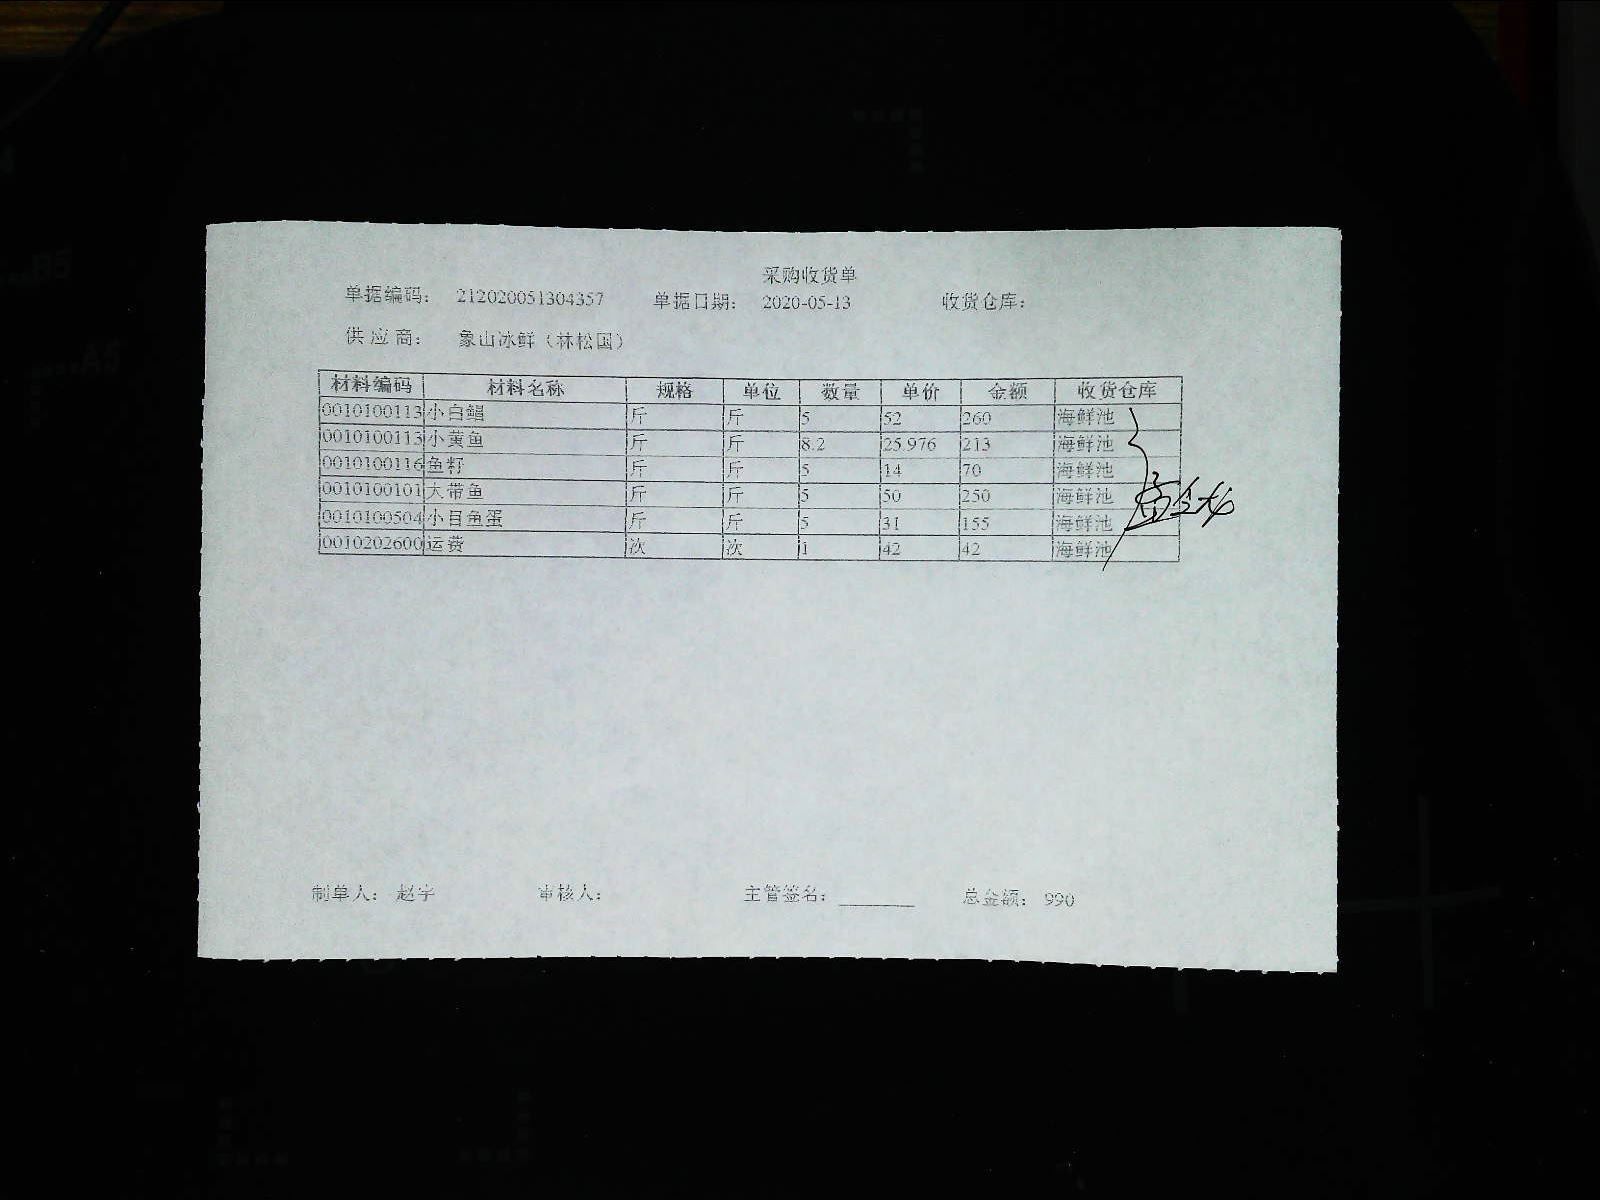 采购收货单
单据编码: 212020051304357 单据日期: 2020-05-13 收货仓库:
供应商: 象山冰鲜（林松国）
材料编码 材料名称 规格 单位 数量 单价 金额 收货仓库
0010100113 小白鲳 斤 斤 5 52 260 海鲜池
0010100113 小黄鱼 斤 斤 8.2 25.976 213 海鲜池
0010100116 鱼籽 斤 斤 5 14 70 海鲜池
0010100101 大带鱼 斤 斤 5 50 250 海鲜池
0010100504 小目鱼蛋 斤 斤 5 31 155 海鲜池
0010202600 运费 次 次 1 42 42 海鲜池
制单人: 赵宇 审核人: 主管签名: 总金额: 990